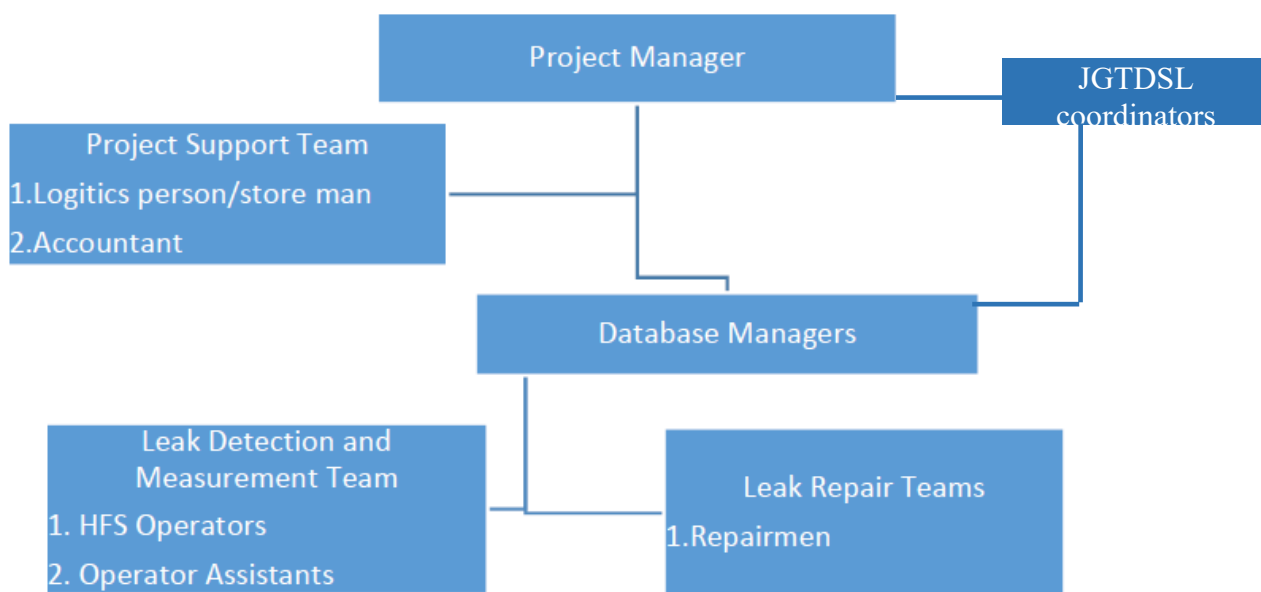 Project Manager
JGTDSL
coordinators
Project Support Team
1.Logitics person/store man
2.Accountant
Database Managers
Leak Detection and
Measurement Team
1. HFS Operators
2. Operator Assistants
Leak Repair Teams
1.Repairmen